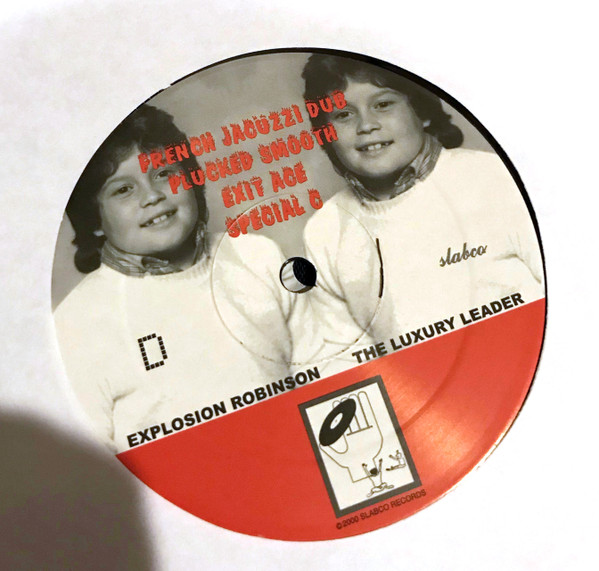 FRENCH JACUZZI DUB
PLUCKED SMOOTH
EXIT ACE
SPECIAL C
slabco
D
EXPLOSION ROBINSON
THE LUXURY LEADER
©2000 SLABCO RECORDS